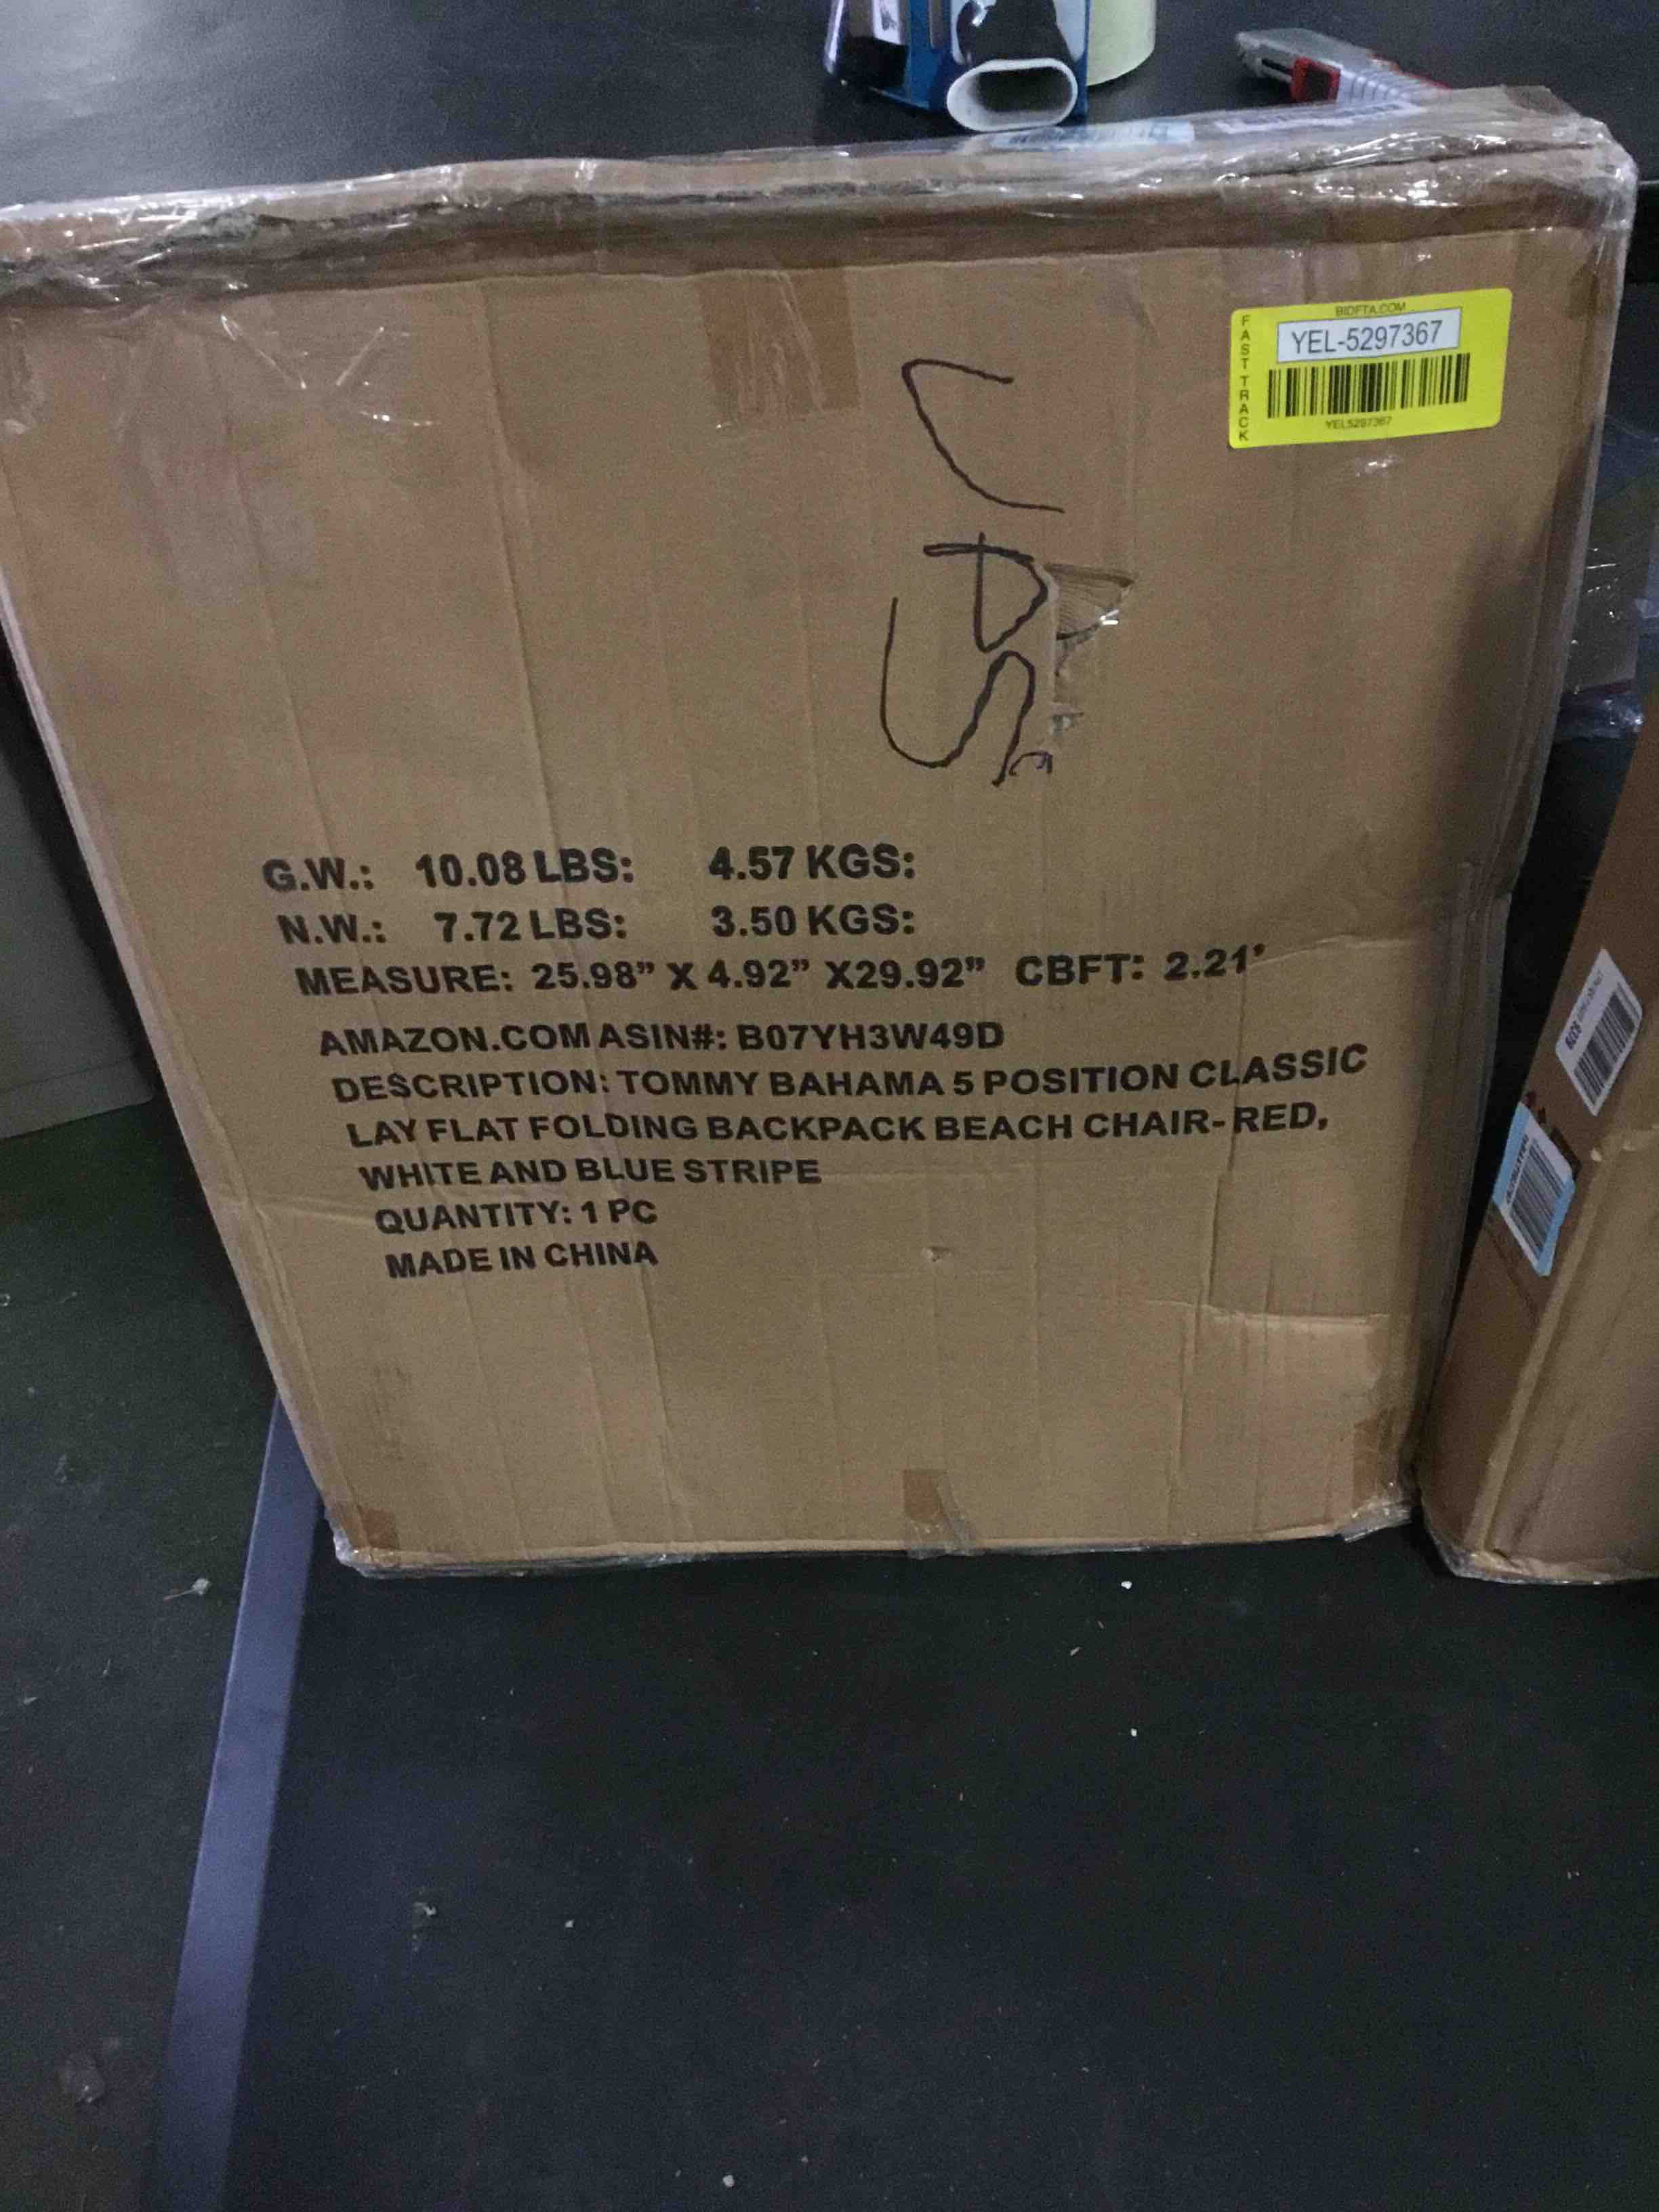 BIDFTA.COM
FAST TRACK
YEL-5297367
YEL5297367
UPS
G.W.: 10.08 LBS: 4.57 KGS:
N.W.: 7.72 LBS: 3.50 KGS:
MEASURE: 25.98" X 4.92" X29.92" CBFT: 2.21'
AMAZON.COM ASIN#: B07YH3W49D
DESCRIPTION: TOMMY BAHAMA 5 POSITION CLASSIC
LAY FLAT FOLDING BACKPACK BEACH CHAIR-RED,
WHITE AND BLUE STRIPE
QUANTITY: 1 PC
MADE IN CHINA